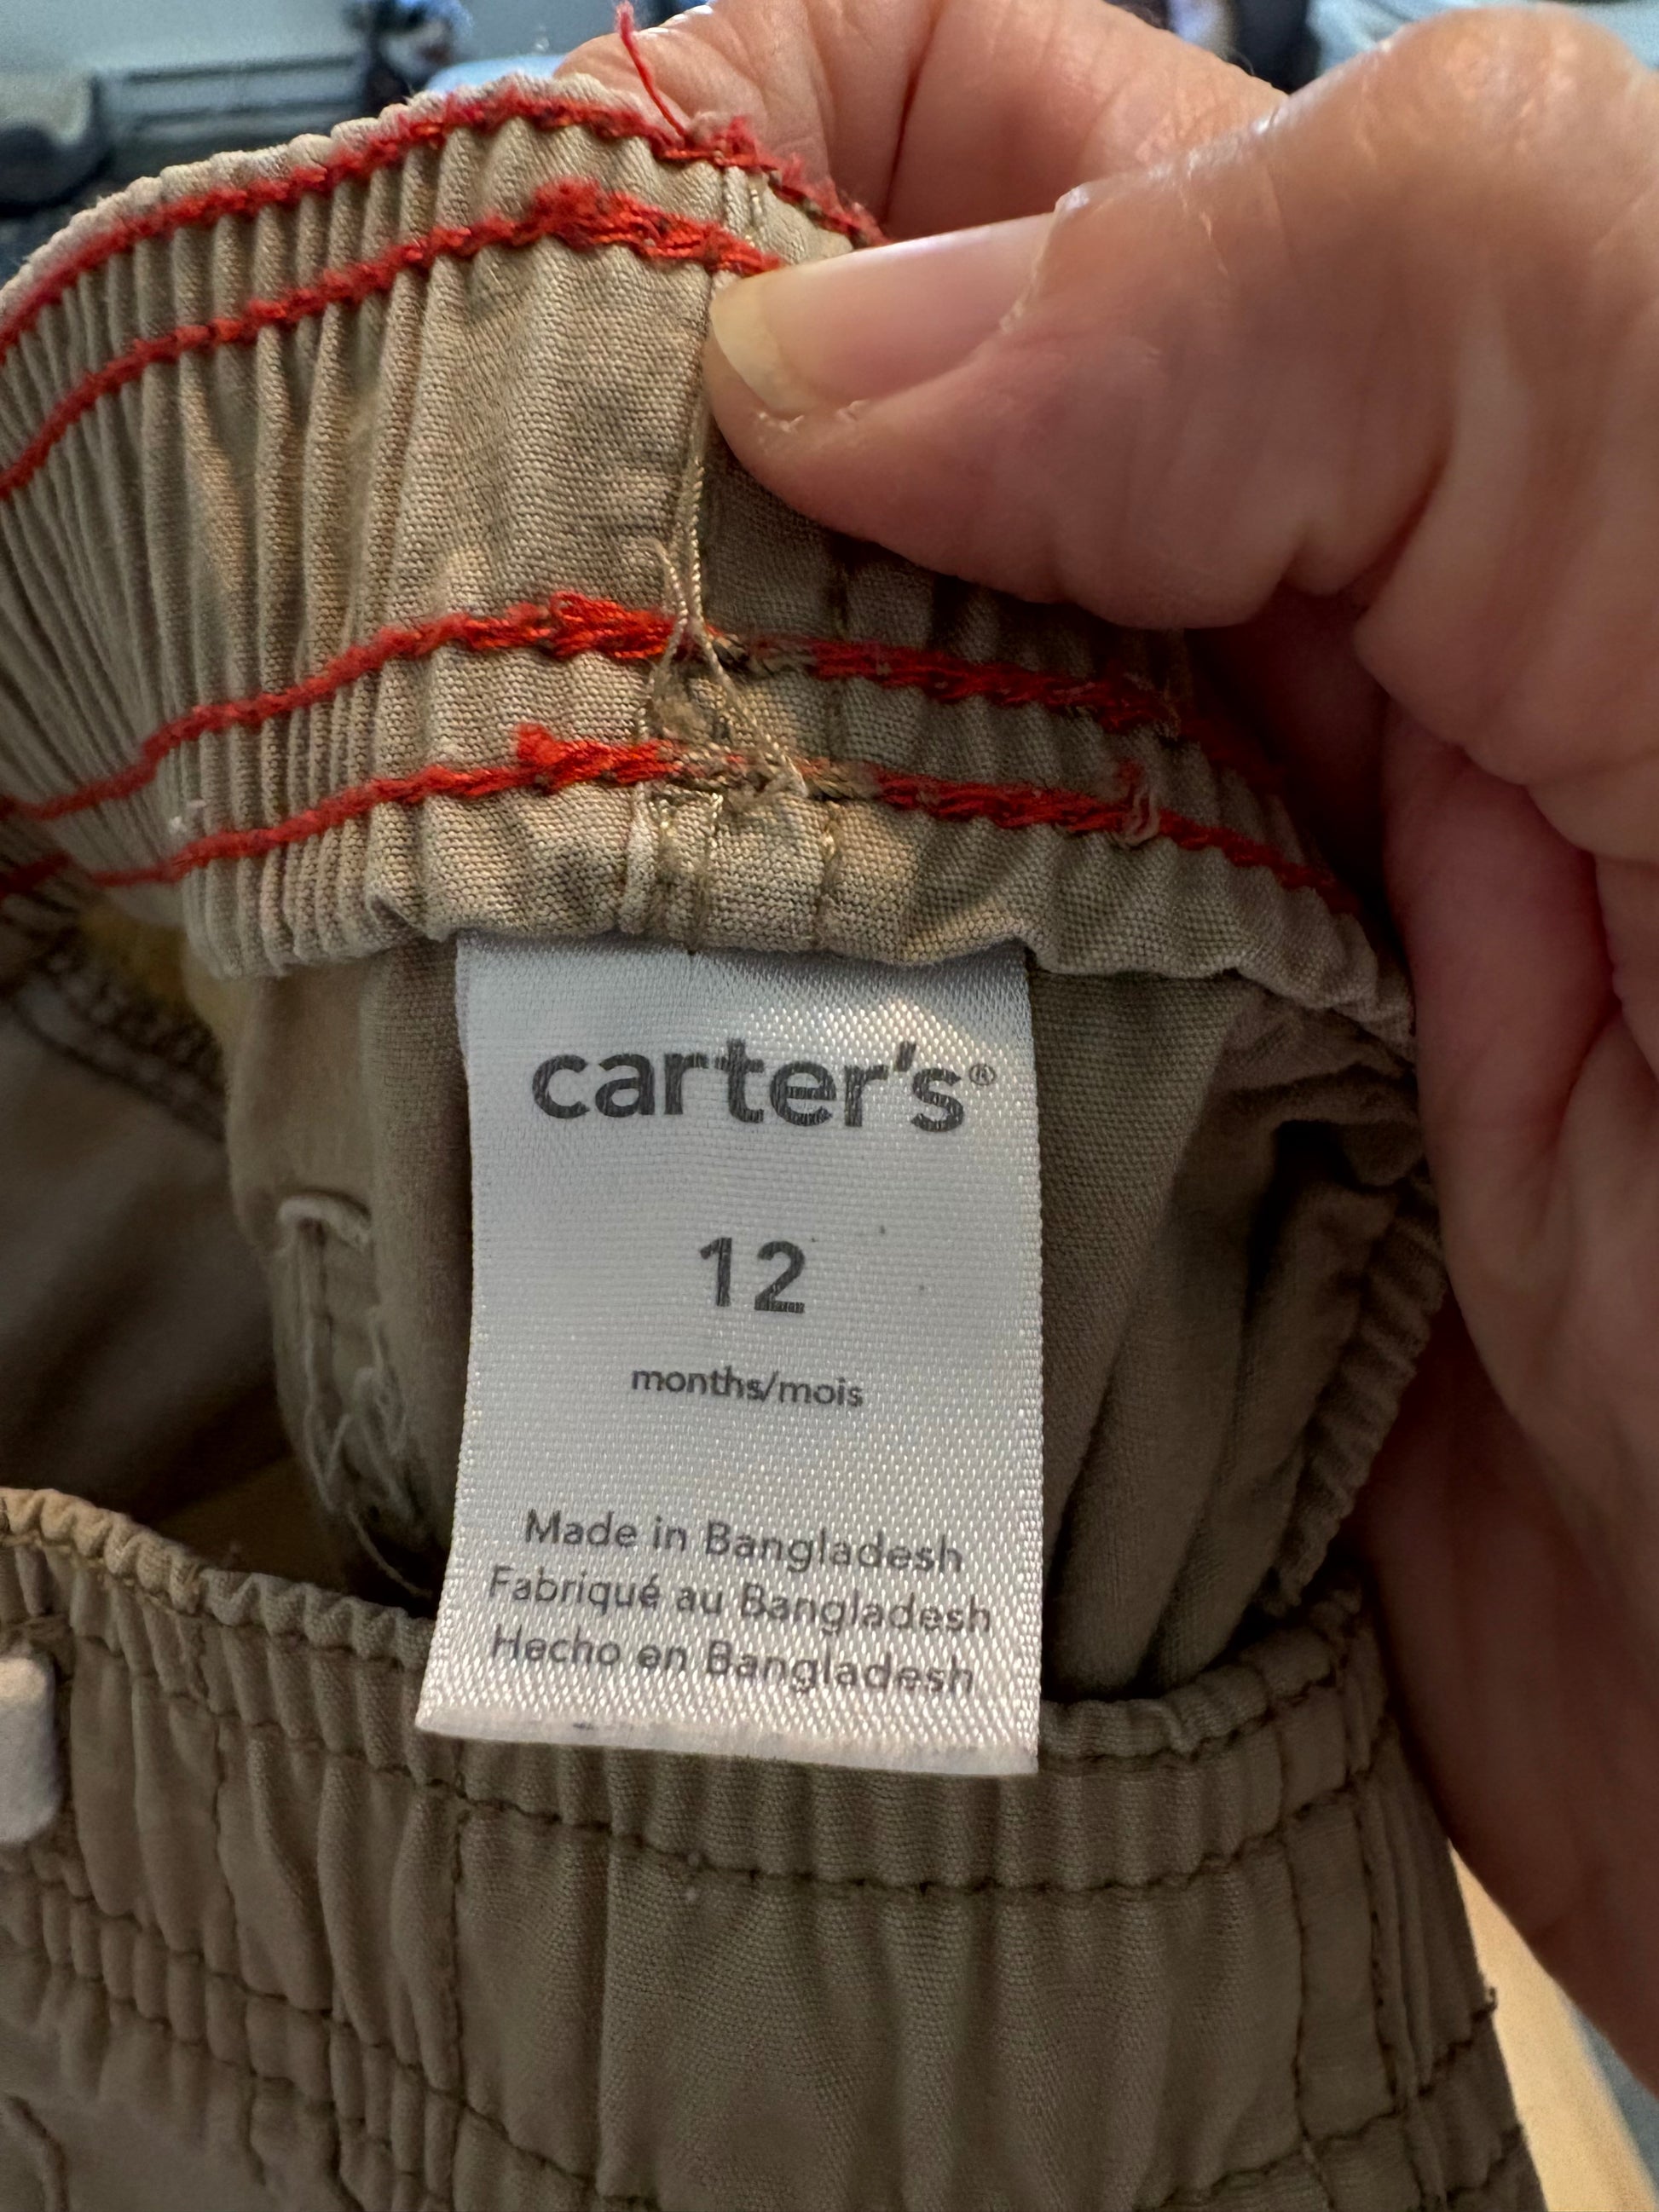 carter's®
12
months/mois
Made in Bangladesh
Fabriqué au Bangladesh
Hecho en Bangladesh